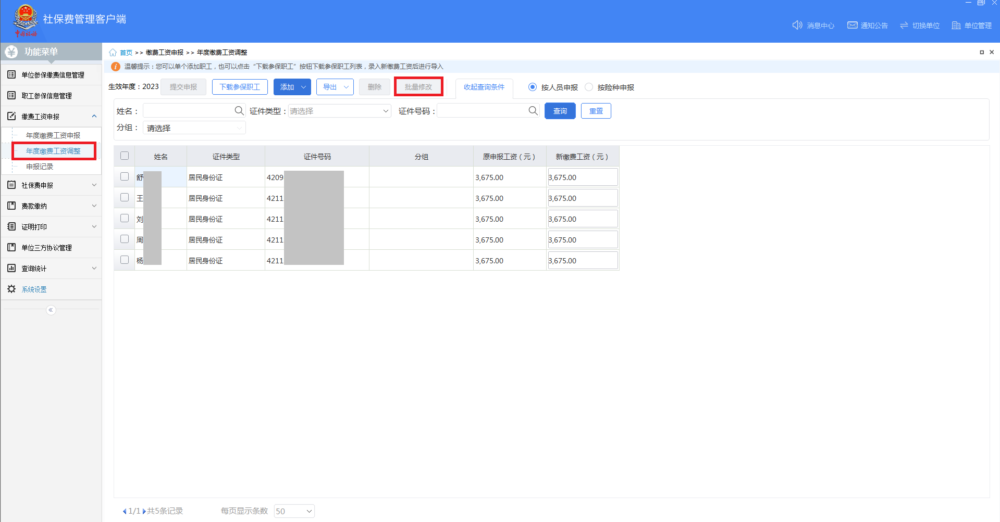 社保费管理客户端
中国税务
消息中心 通知公告 切换单位 单位管理
功能菜单
首页 >> 缴费工资申报 >> 年度缴费工资调整
温馨提示：您可以单个添加职工，也可以点击“下载参保职工”按钮下载参保职工列表，录入新缴费工资后进行导入
单位参保缴费信息管理
职工参保信息管理
缴费工资申报
年度缴费工资申报
年度缴费工资调整
申报记录
社保费申报
费款缴纳
证明打印
单位三方协议管理
查询统计
系统设置
生效年度：2023 提交申报 下载参保职工 添加 导出 删除 批量修改 收起查询条件 按人员申报 按险种申报
姓名： 证件类型：请选择 证件号码： 查询 重置
分组： 请选择
姓名 证件类型 证件号码 分组 原申报工资（元） 新缴费工资（元）
舒 居民身份证 4209 3,675.00 3,675.00
王 居民身份证 4211 3,675.00 3,675.00
刘 居民身份证 4211 3,675.00 3,675.00
周 居民身份证 4211 3,675.00 3,675.00
杨 居民身份证 4211 3,675.00 3,675.00
1/1 共5条记录 每页显示条数 50